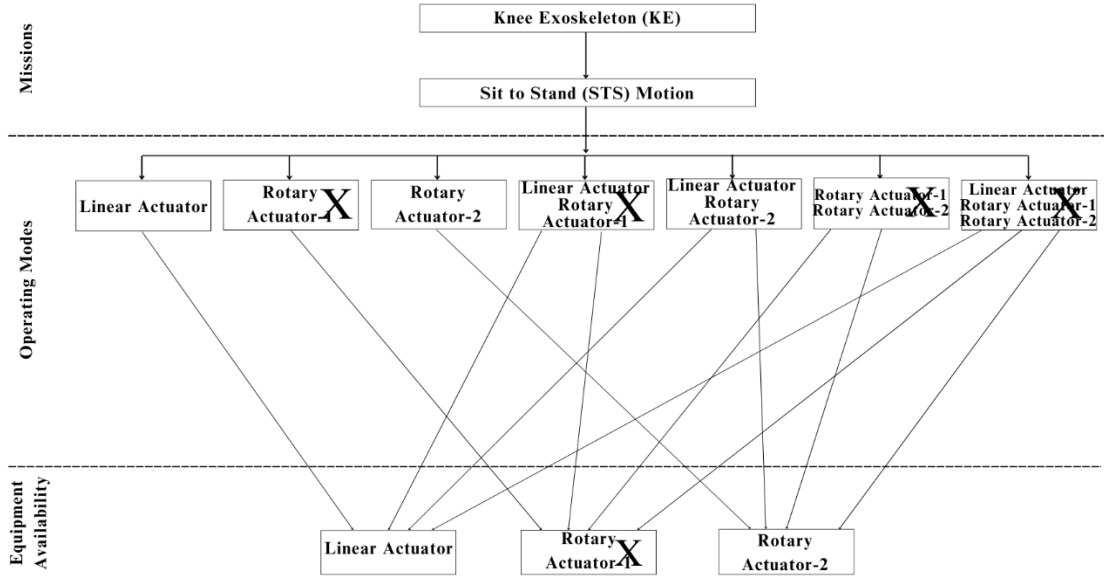 Missions
Knee Exoskeleton (KE)
Sit to Stand (STS) Motion
Operating Modes
Linear Actuator
Rotary
Actuator-1
X
Rotary
Actuator-2
Linear Actuator
Rotary
Actuator-1
X
Linear Actuator
Rotary
Actuator-2
Rotary Actuator-1
Rotary Actuator-2
X
Linear Actuator
Rotary Actuator-1
Rotary Actuator-2
X
Equipment
Availability
Linear Actuator
Rotary
Actuator-1
X
Rotary
Actuator-2